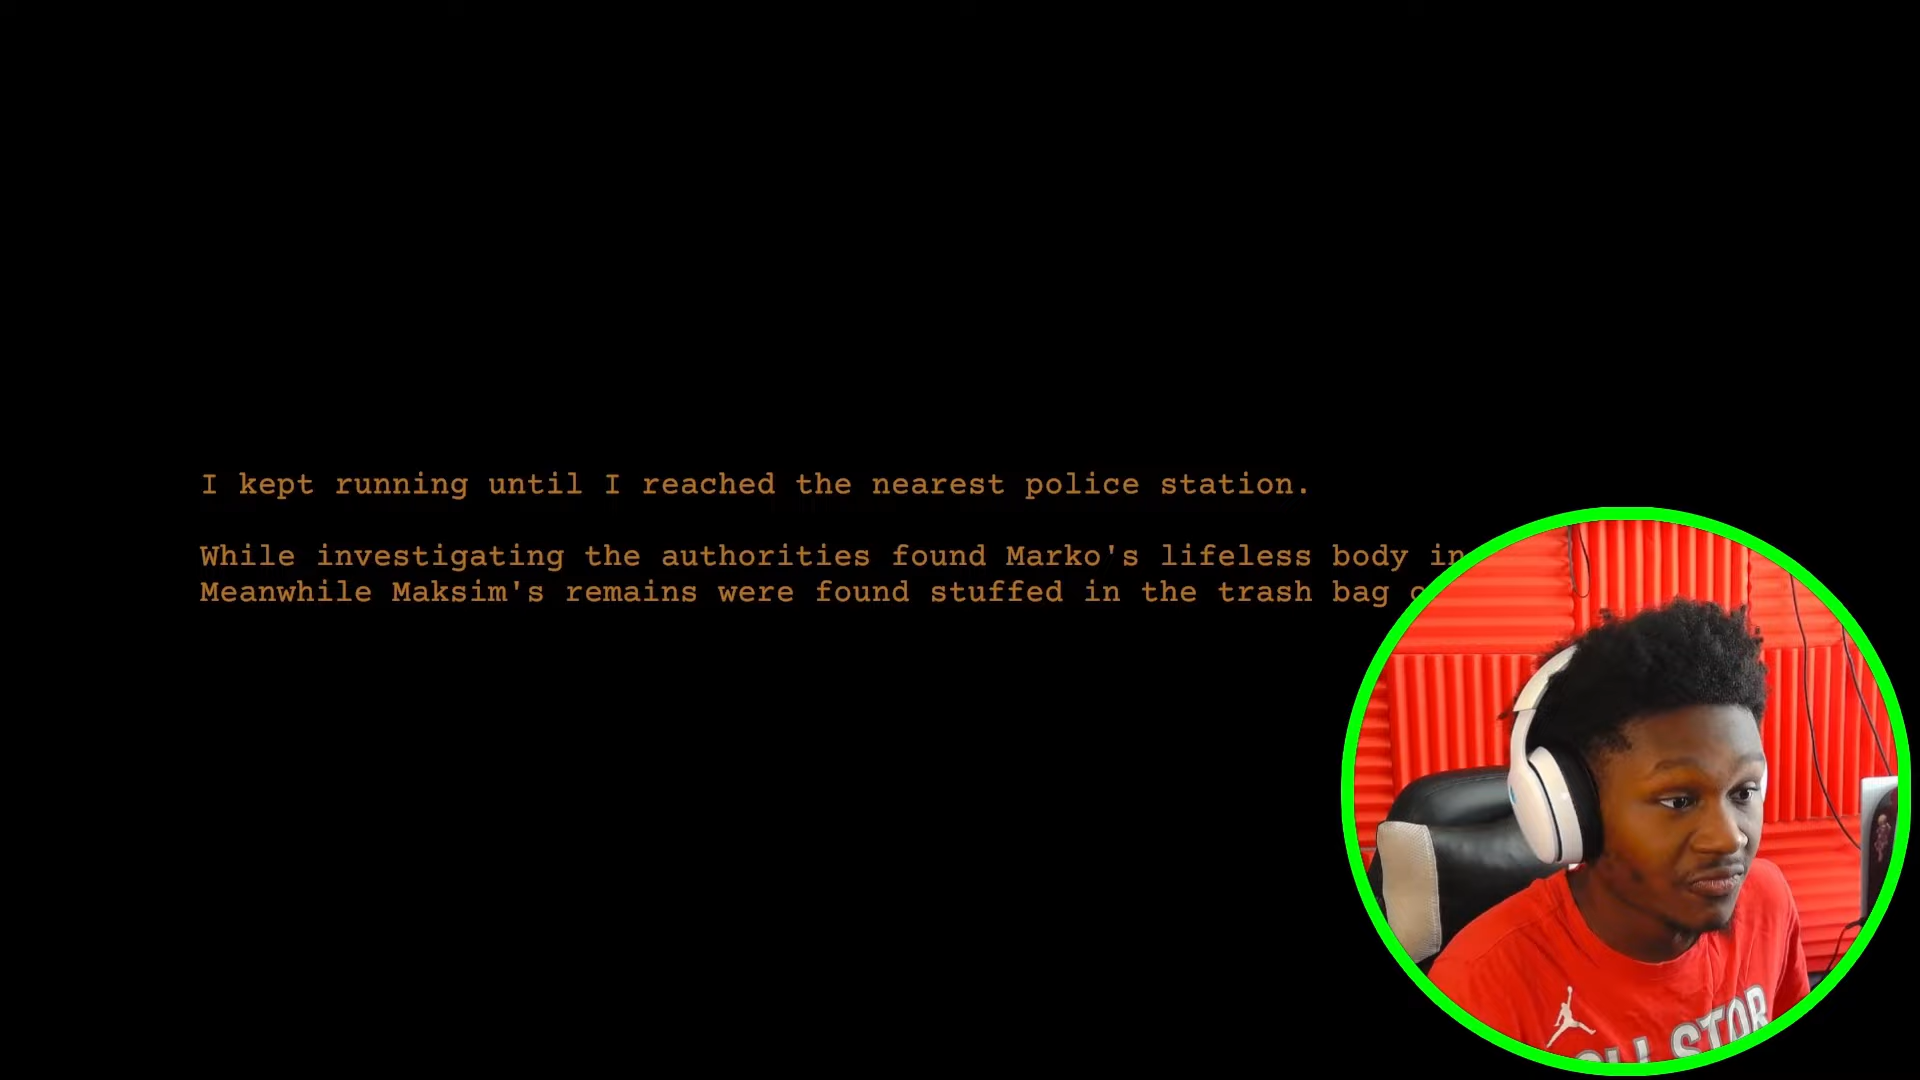 I kept running until I reached the nearest police station.
While investigating the authorities found Marko's lifeless body in
Meanwhile Maksim's remains were found stuffed in the trash bag
STAR